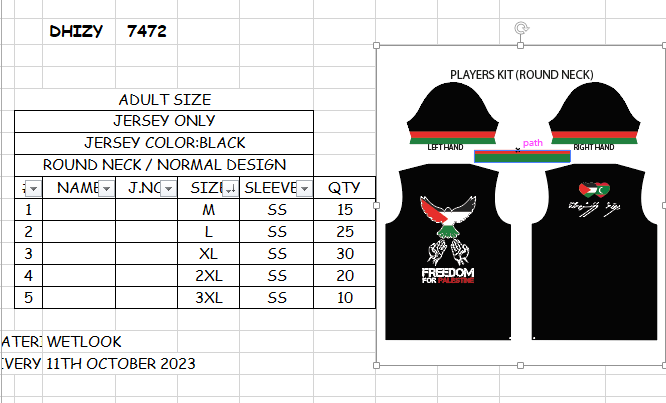 DHIZY 7472
PLAYERS KIT (ROUND NECK)
ADULT SIZE
JERSEY ONLY
JERSEY COLOR:BLACK
ROUND NECK / NORMAL DESIGN
LEFT HAND
path
RIGHT HAND
# NAME J.NO SIZE SLEEVE QTY
1 M SS 15
2 L SS 25
3 XL SS 30
4 2XL SS 20
5 3XL SS 10
FREEDOM
FOR PALESTINE
ATER: WETLOOK
VERY 11TH OCTOBER 2023